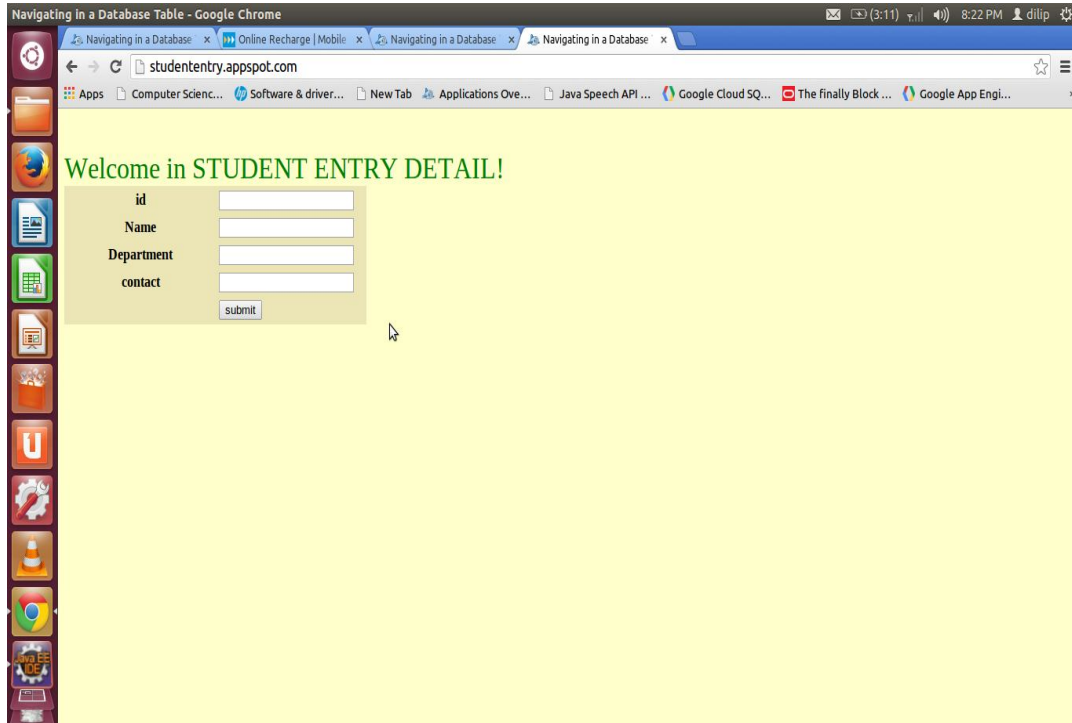 Navigating in a Database Table - Google Chrome
(3:11) 8:22 PM dilip
Navigating in a Database
Online Recharge | Mobile
Navigating in a Database
Navigating in a Database
studententry.appspot.com
Apps Computer Scienc... Software & driver... New Tab Applications Ove... Java Speech API ... Google Cloud SQ... The finally Block ... Google App Engi...
Welcome in STUDENT ENTRY DETAIL!
id
Name
Department
contact
submit
Java EE
IDE